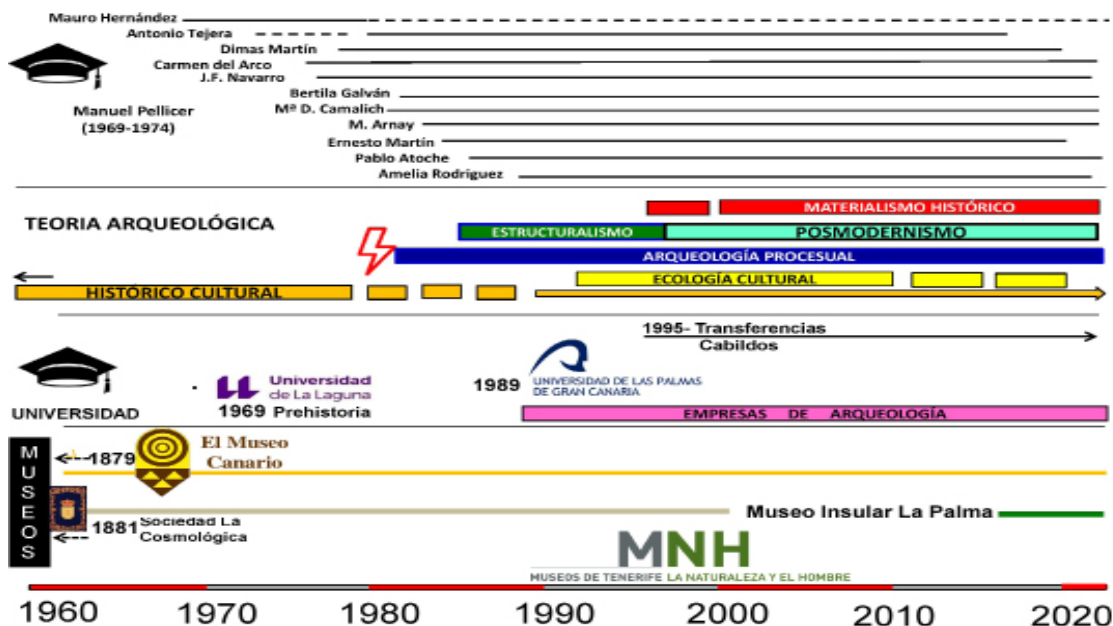 Mauro Hernández
Antonio Tejera
Dimas Martín
Carmen del Arco
J.F. Navarro
Bertila Galván
Manuel Pellicer
(1969-1974)
Mª D. Camalich
M. Arnay
Ernesto Martín
Pablo Atoche
Amelia Rodríguez
TEORIA ARQUEOLÓGICA
MATERIALISMO HISTÓRICO
ESTRUCTURALISMO
POSMODERNISMO
ARQUEOLOGÍA PROCESUAL
ECOLOGÍA CULTURAL
HISTÓRICO CULTURAL
1995- Transferencias
Cabildos
UNIVERSIDAD
Universidad
de La Laguna
1969 Prehistoria
1989
UNIVERSIDAD DE LAS PALMAS
DE GRAN CANARIA
EMPRESAS DE ARQUEOLOGÍA
MUSEOS
1879
El Museo
Canario
1881
Sociedad La
Cosmológica
Museo Insular La Palma
MNH
MUSEOS DE TENERIFE LA NATURALEZA Y EL HOMBRE
1960 1970 1980 1990 2000 2010 2020